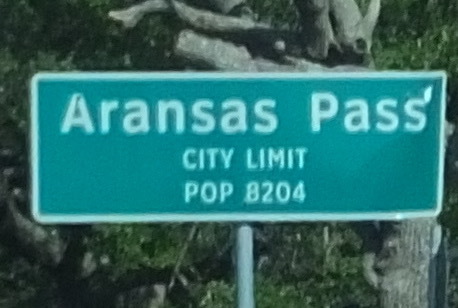 Aransas Pass
CITY LIMIT
POP 8204